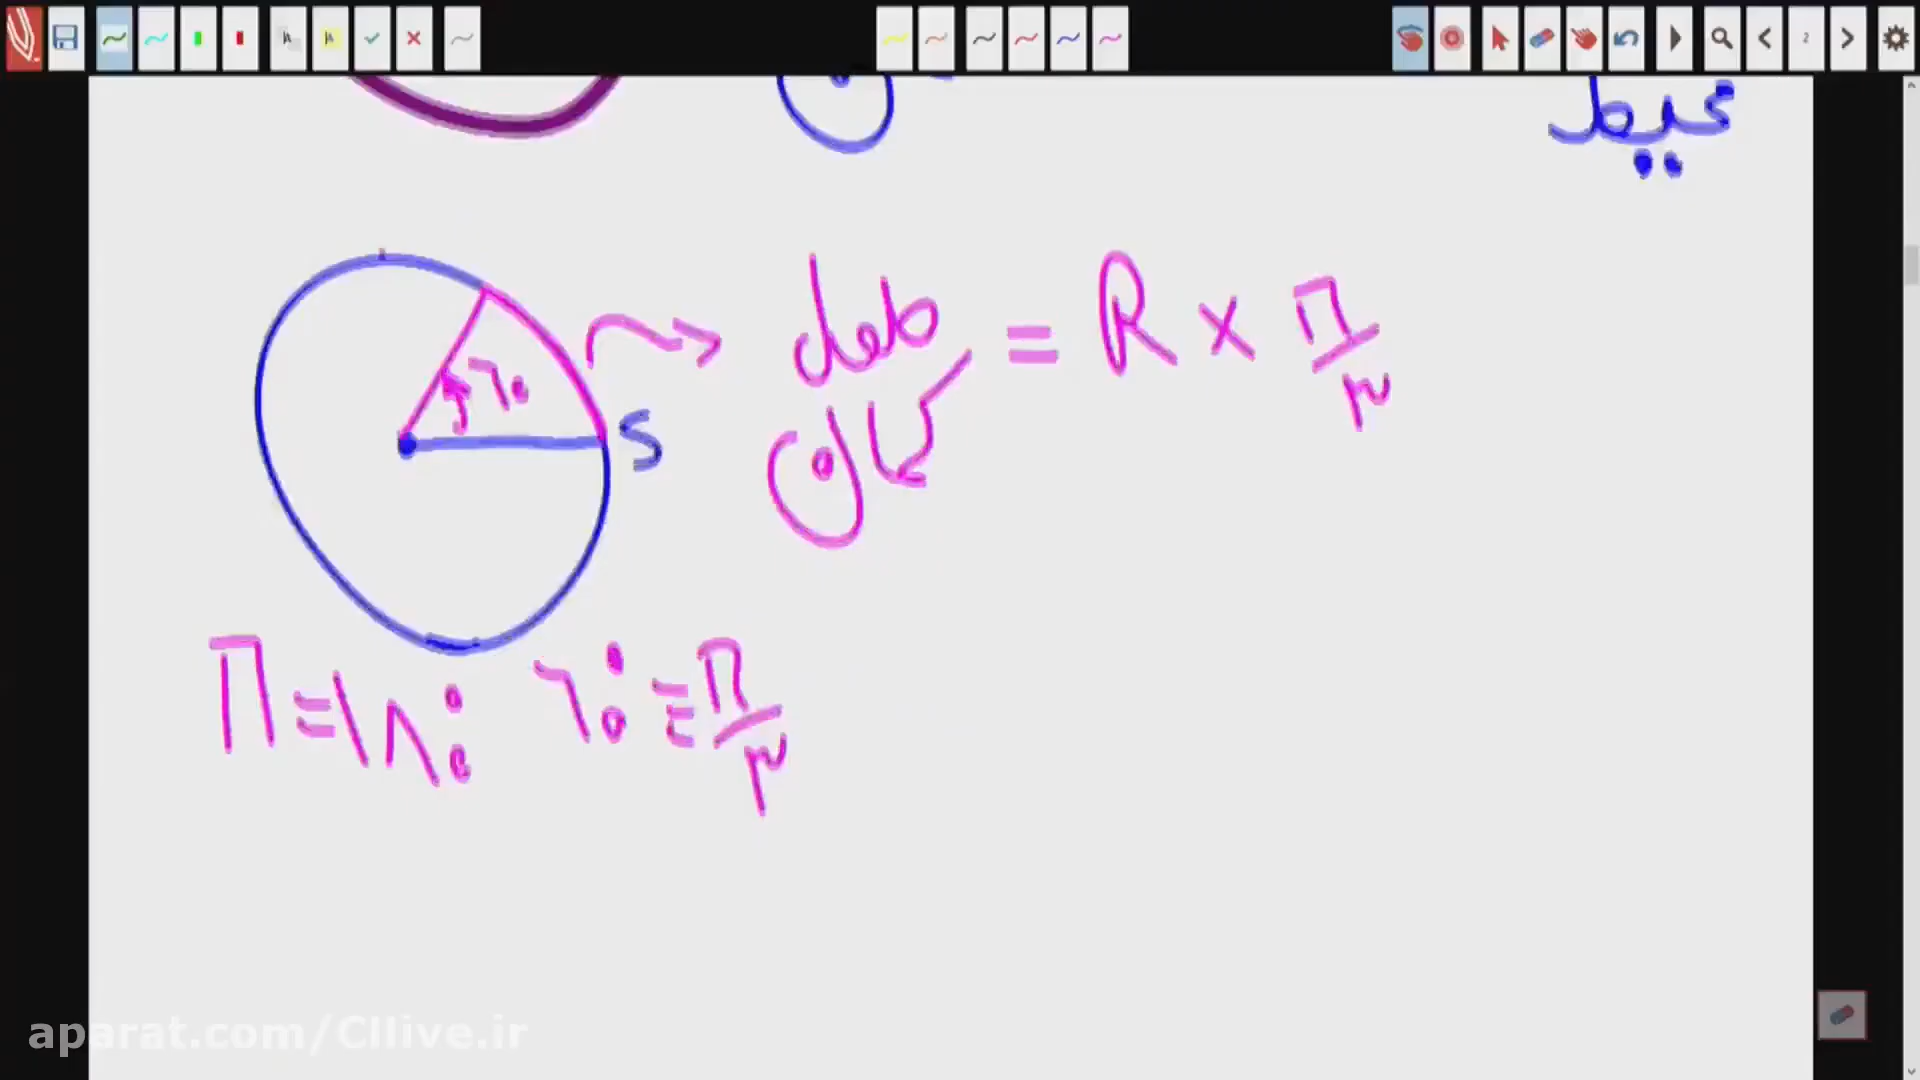 محیط
۶۰
S
طول کمان = R × π/۳
π = ۱۸۰° ۶۰° = π/۳
aparat.com/CIlive.ir